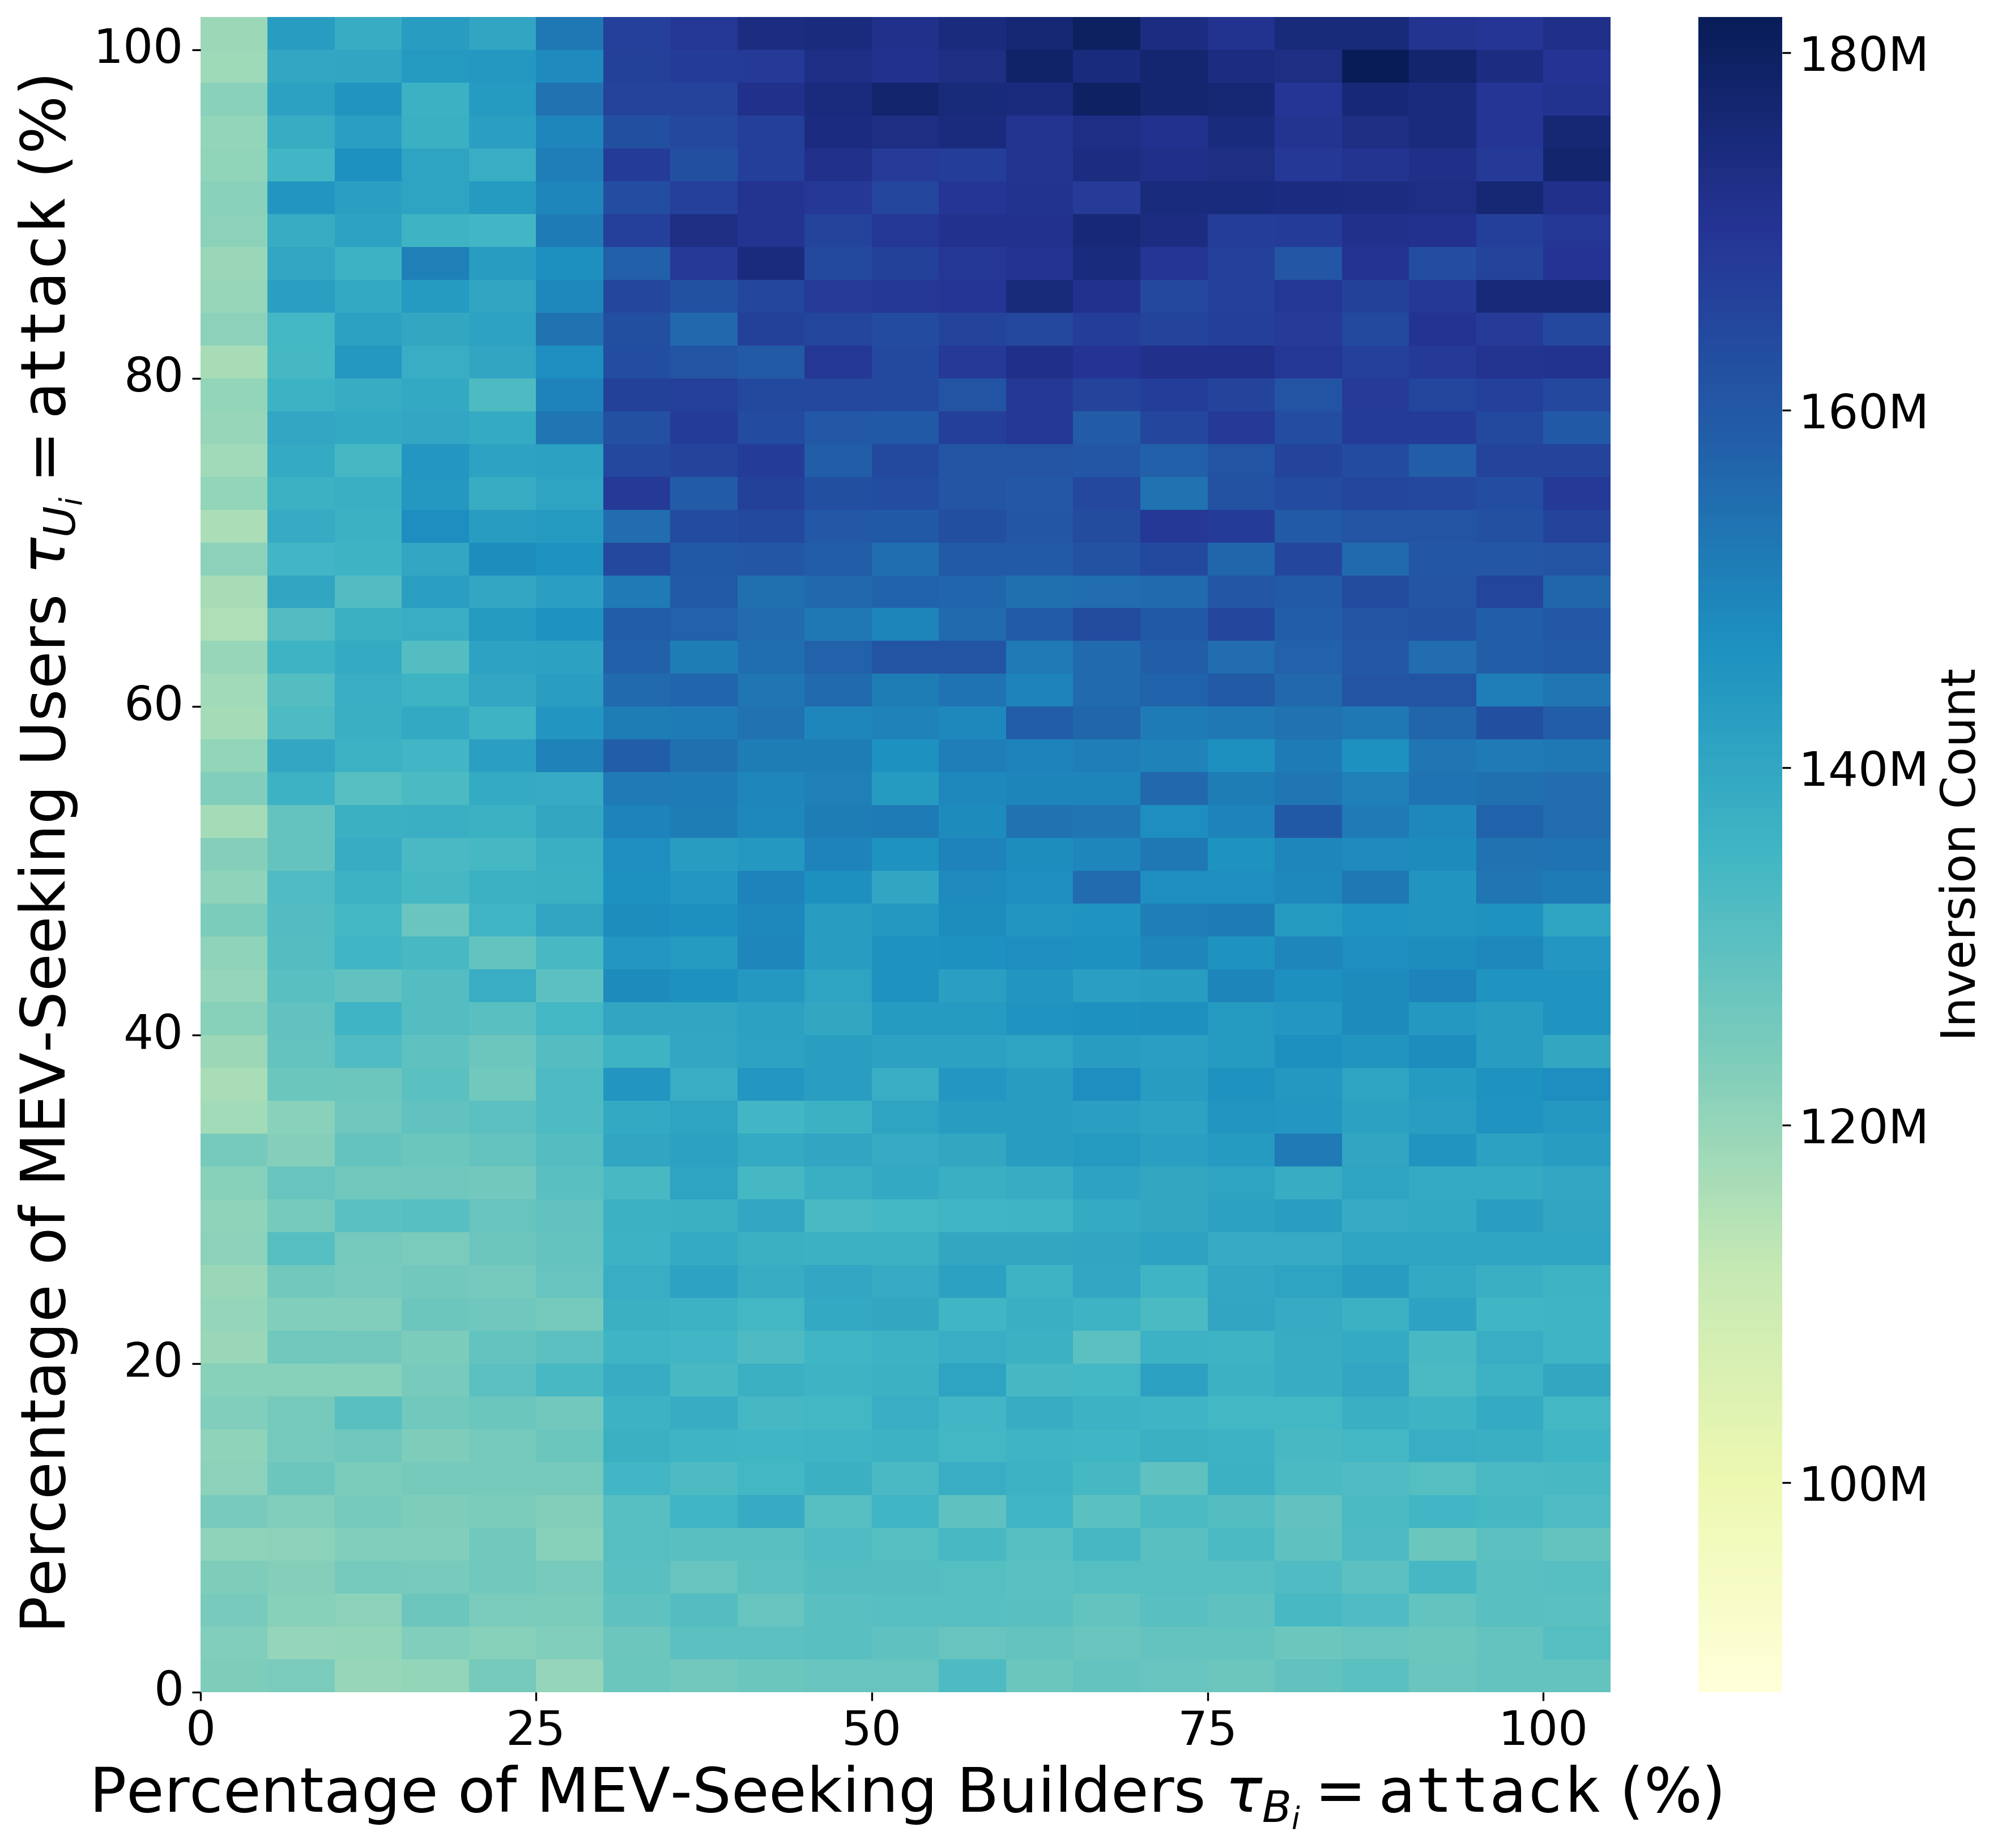 Percentage of MEV-Seeking Users τ_{U_i} = attack (%)
100
80
60
40
20
0
0 25 50 75 100
Percentage of MEV-Seeking Builders τ_{B_i} = attack (%)
180M
160M
140M
120M
100M
Inversion Count